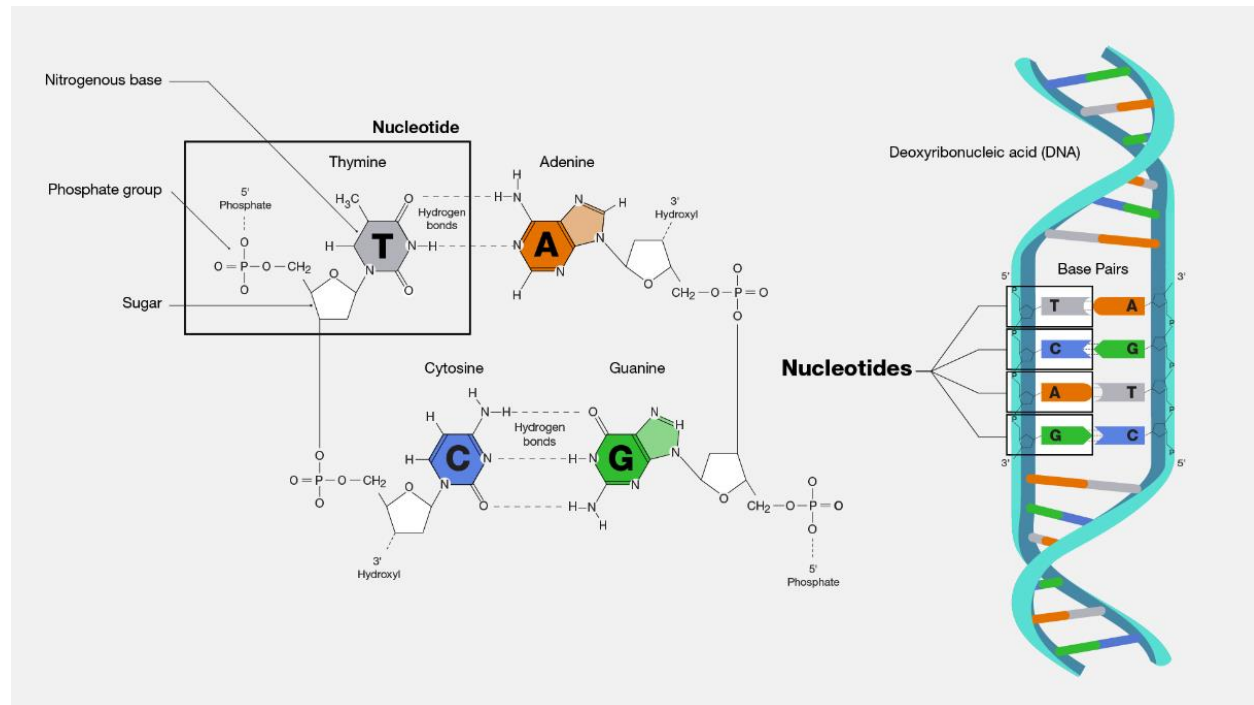 Nitrogenous base
Nucleotide
Thymine
Adenine
Deoxyribonucleic acid (DNA)
Phosphate group
5'
Phosphate
H3C
O
H
H-N
N
H
3'
Hydroxyl
Hydrogen
bonds
H
T
N-H
N
A
N
O
O=P-O-CH2
O
O
N
O
N
H
O
CH2-O-P=O
O
O
Sugar
5'
Base Pairs
3'
P
T
A
P
C
G
P
Nucleotides
A
T
P
G
C
P
3'
5'
Cytosine
Guanine
H
H
N-H
O
N
H
Hydrogen
bonds
H
C
N
H-N
G
N
O
O=P-O-CH2
O
O
N
O
H-N
H
N
O
CH2-O-P=O
O
O
3'
Hydroxyl
5'
Phosphate